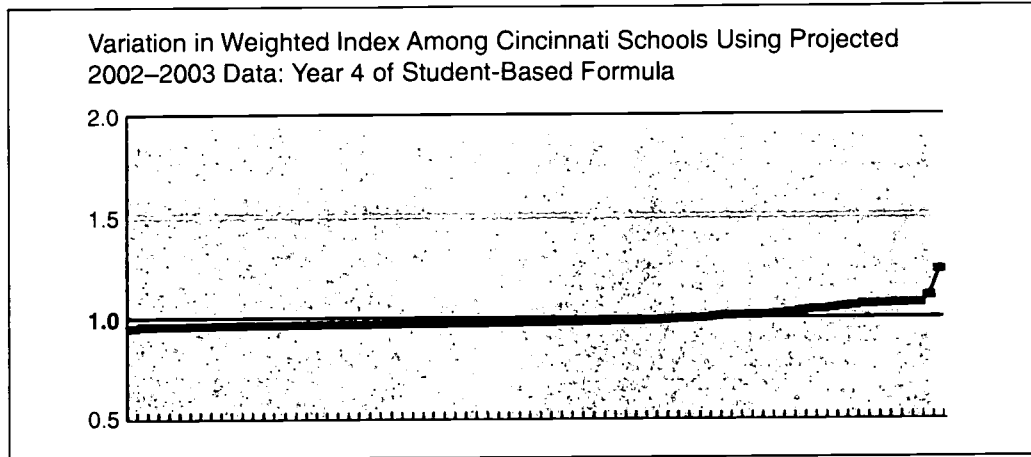 Variation in Weighted Index Among Cincinnati Schools Using Projected
2002–2003 Data: Year 4 of Student-Based Formula
2.0
1.5
1.0
0.5